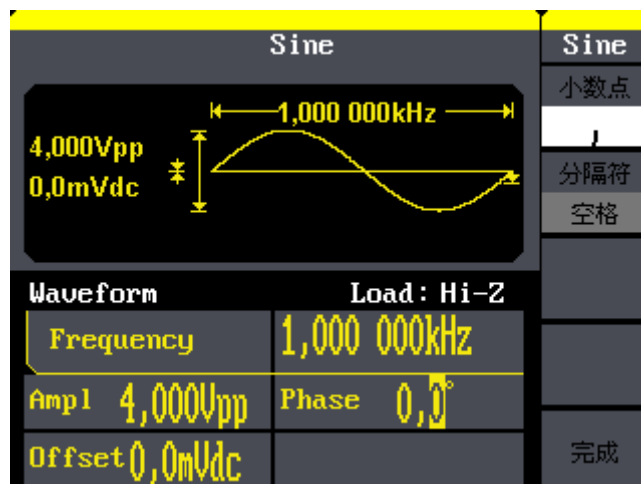 Sine
1,000 000kHz
4,000Vpp
0,0mVdc
Waveform Load: Hi-Z
Frequency 1,000 000kHz
Ampl 4,000Vpp Phase 0,0°
Offset 0,0mVdc
Sine
小数点
,
分隔符
空格
完成